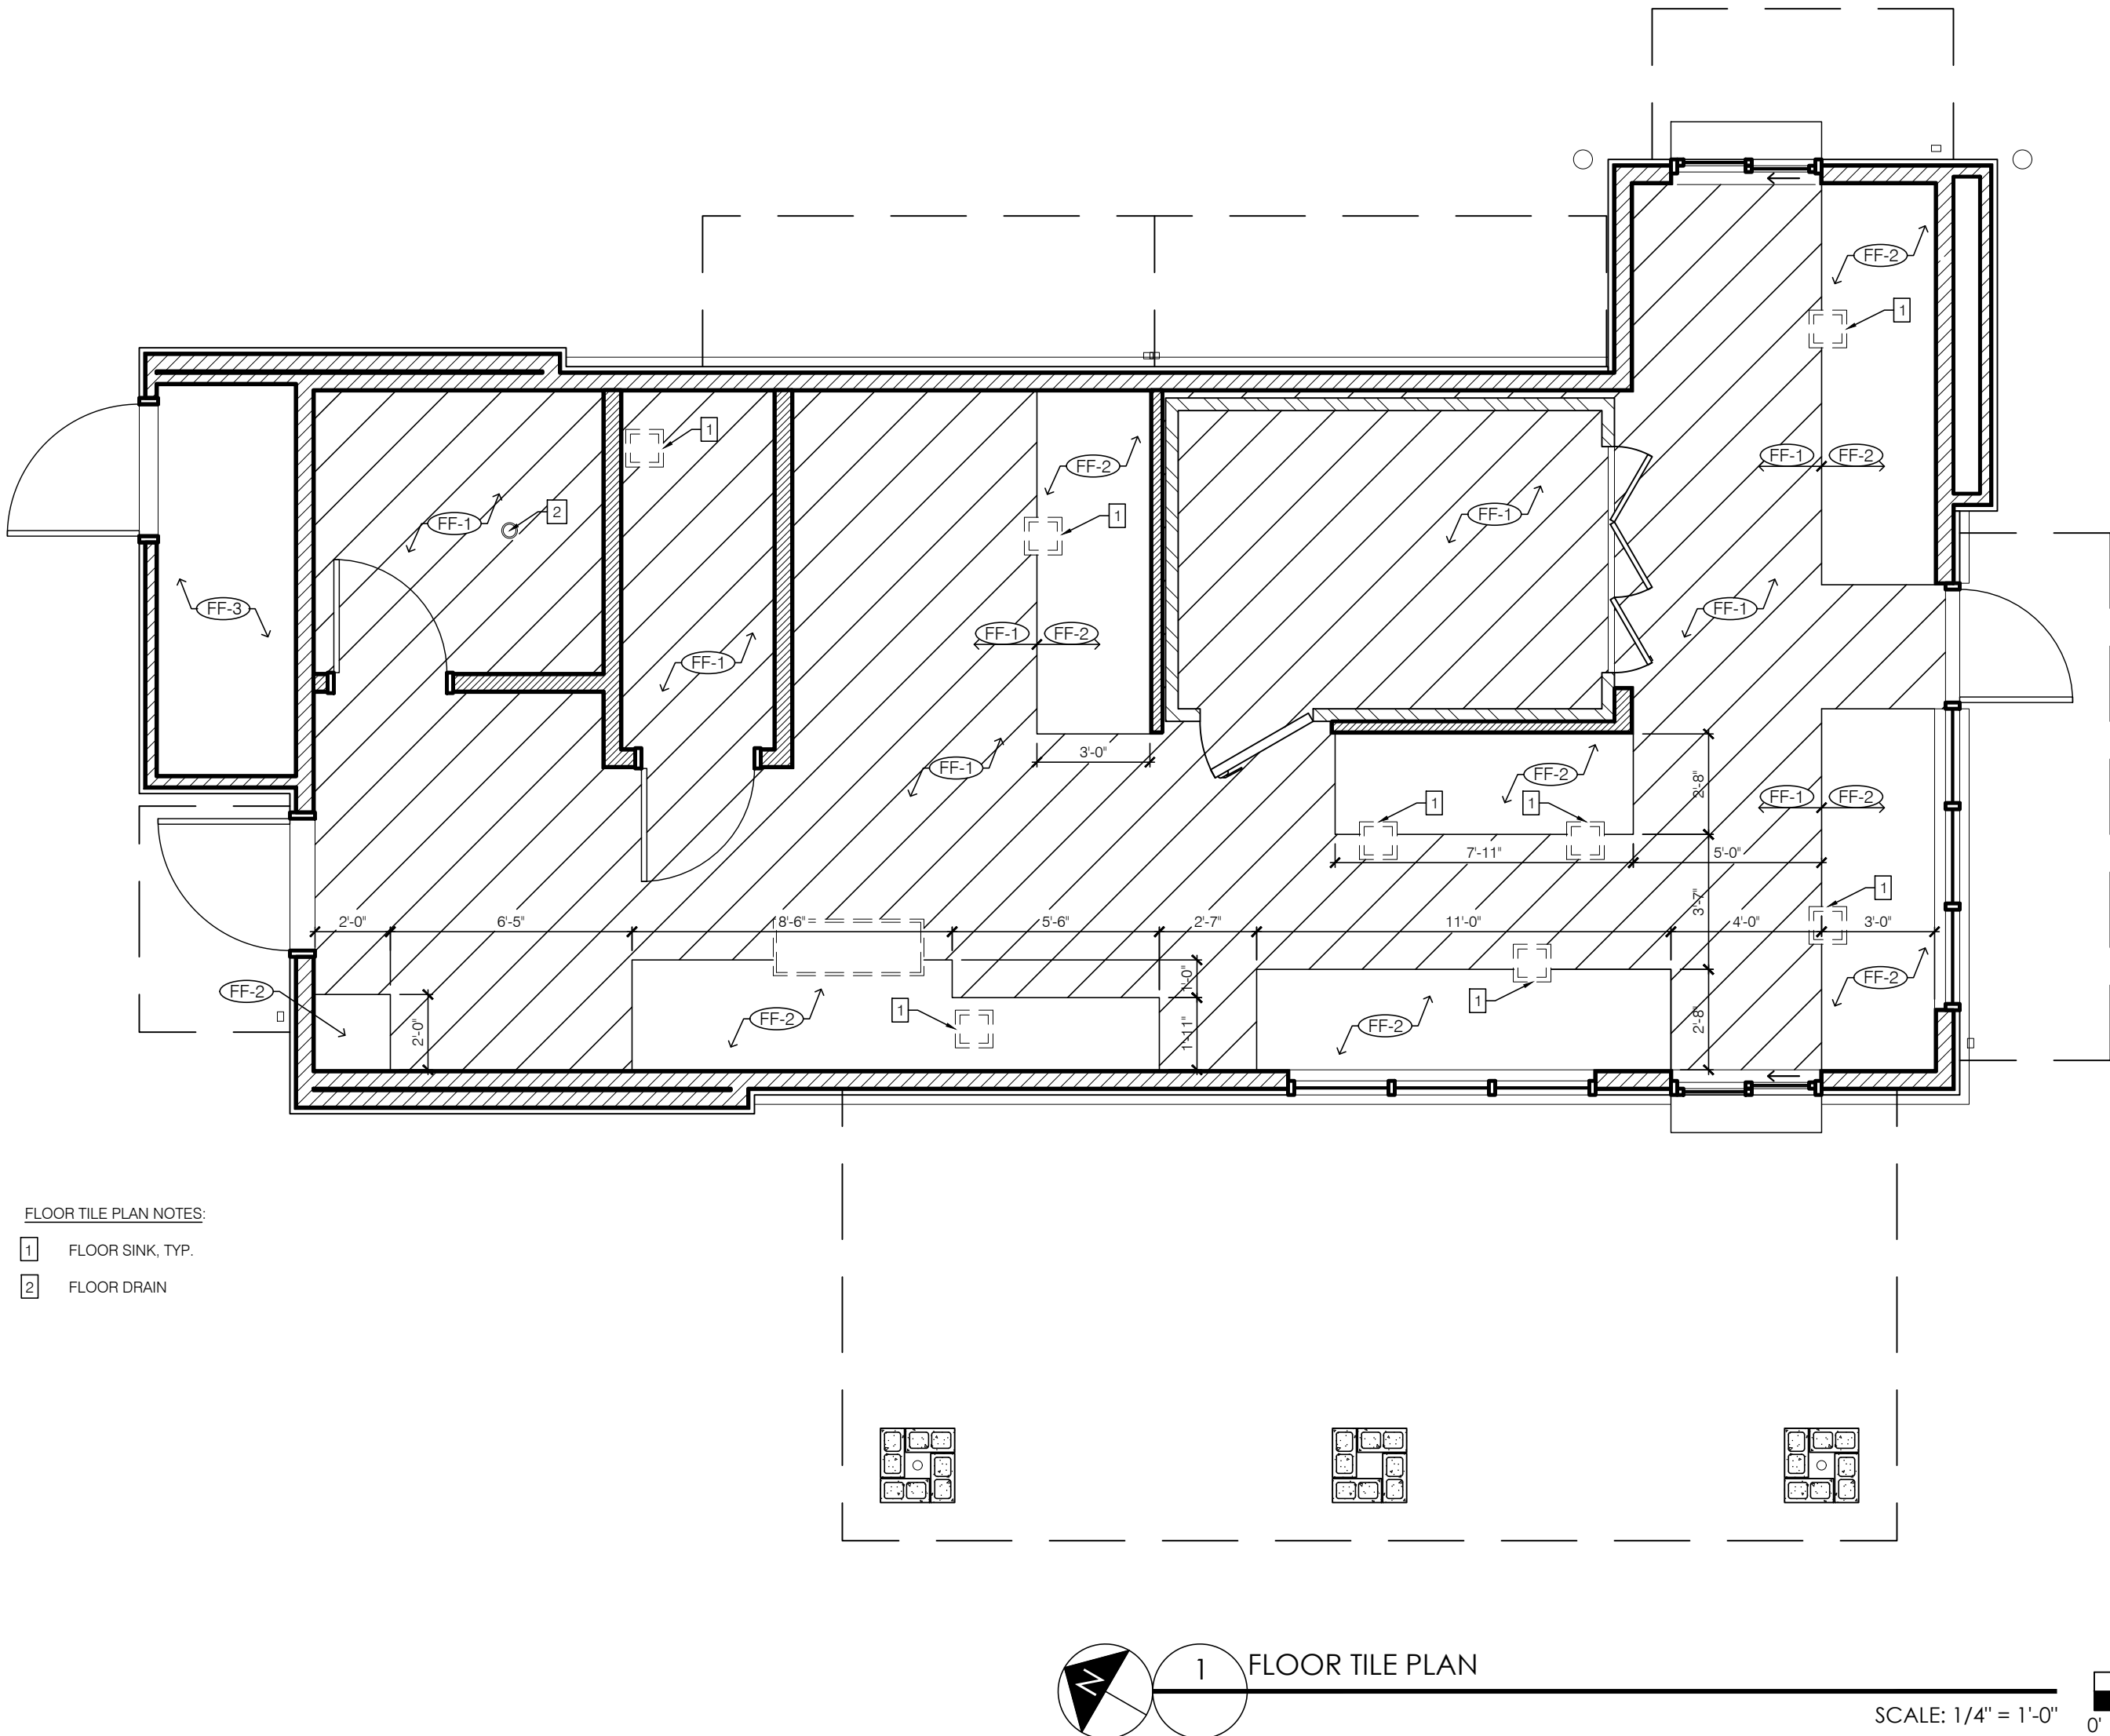 FF-2
1
1
FF-2
FF-1 FF-2
2
FF-1
1
FF-1
FF-3
FF-1
FF-1 FF-2
FF-1
3'-0"
FF-1
FF-2
2'-8"
1
1
FF-1 FF-2
7'-11"
5'-0"
1
3'-7"
2'-0"
6'-5"
8'-6"
5'-6"
2'-7"
11'-0"
4'-0"
3'-0"
FF-2
FF-2
1'-0"
1
1
FF-2
FF-2
FF-2
2'-0"
1'-11"
2'-8"
FLOOR TILE PLAN NOTES:
1 FLOOR SINK, TYP.
2 FLOOR DRAIN
N
1
FLOOR TILE PLAN
SCALE: 1/4" = 1'-0"
0'